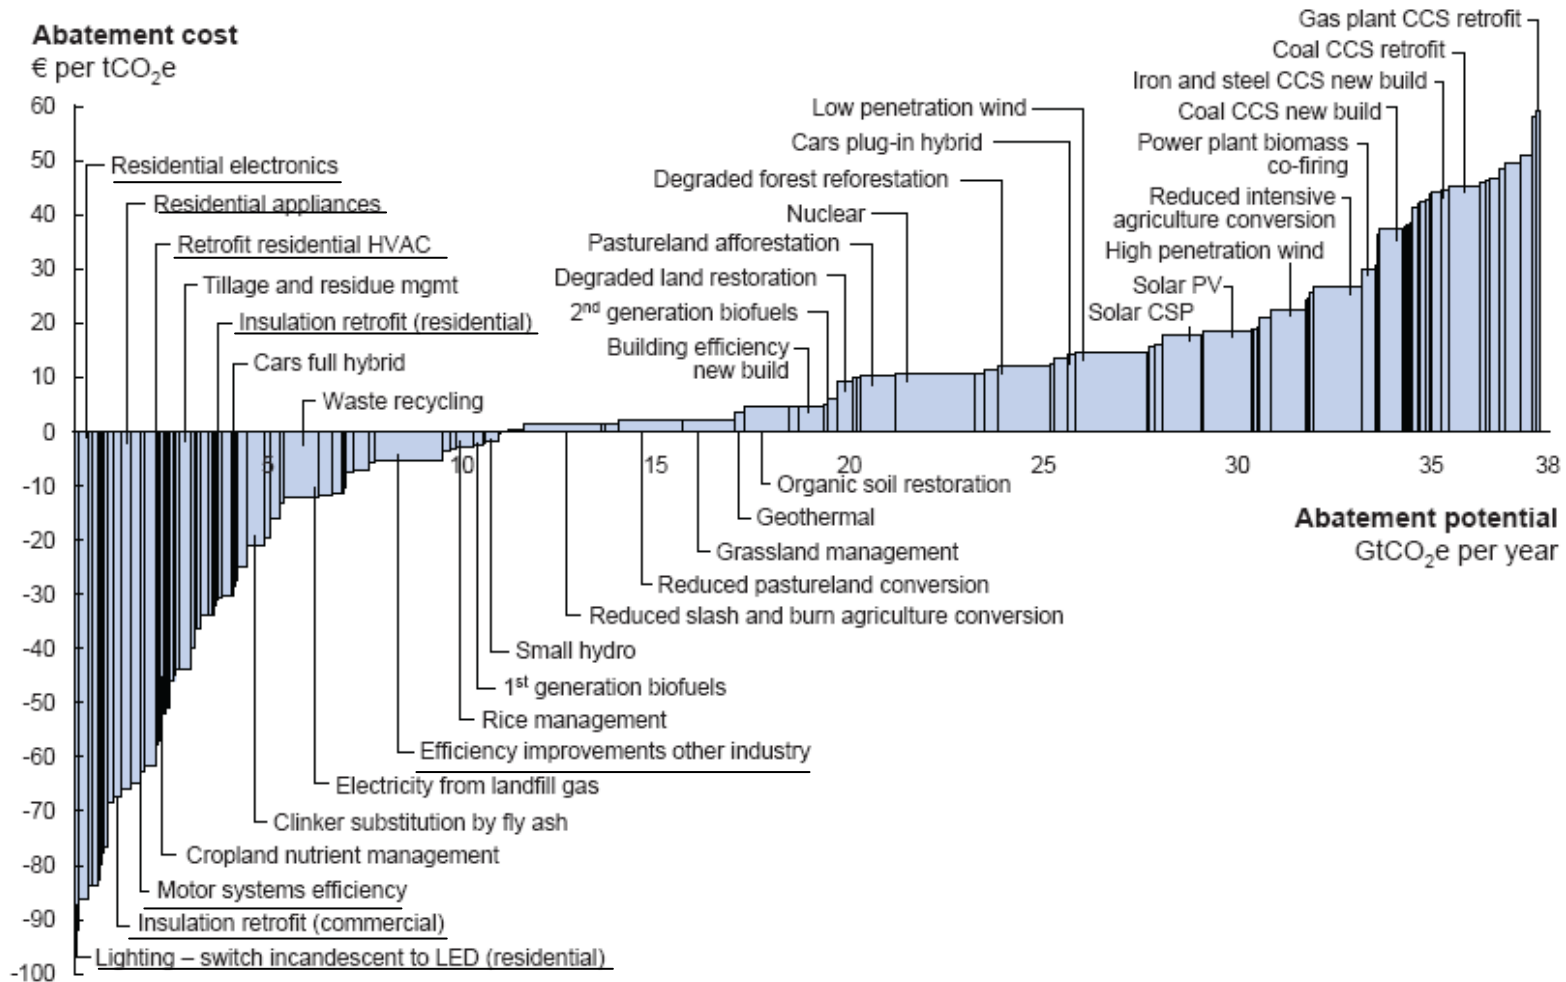 Abatement cost
€ per tCO2e
60
50
40
30
20
10
0
-10
-20
-30
-40
-50
-60
-70
-80
-90
-100
Residential electronics
Residential appliances
Retrofit residential HVAC
Tillage and residue mgmt
Insulation retrofit (residential)
Cars full hybrid
Waste recycling
Lighting – switch incandescent to LED (residential)
Insulation retrofit (commercial)
Motor systems efficiency
Cropland nutrient management
Clinker substitution by fly ash
Electricity from landfill gas
Efficiency improvements other industry
Rice management
1st generation biofuels
Small hydro
Reduced slash and burn agriculture conversion
Reduced pastureland conversion
Grassland management
Geothermal
Organic soil restoration
Building efficiency
new build
2nd generation biofuels
Degraded land restoration
Pastureland afforestation
Nuclear
Degraded forest reforestation
Cars plug-in hybrid
Low penetration wind
Solar CSP
Solar PV
High penetration wind
Reduced intensive
agriculture conversion
Power plant biomass
co-firing
Coal CCS new build
Iron and steel CCS new build
Coal CCS retrofit
Gas plant CCS retrofit
5
10
15
20
25
30
35
38
Abatement potential
GtCO2e per year